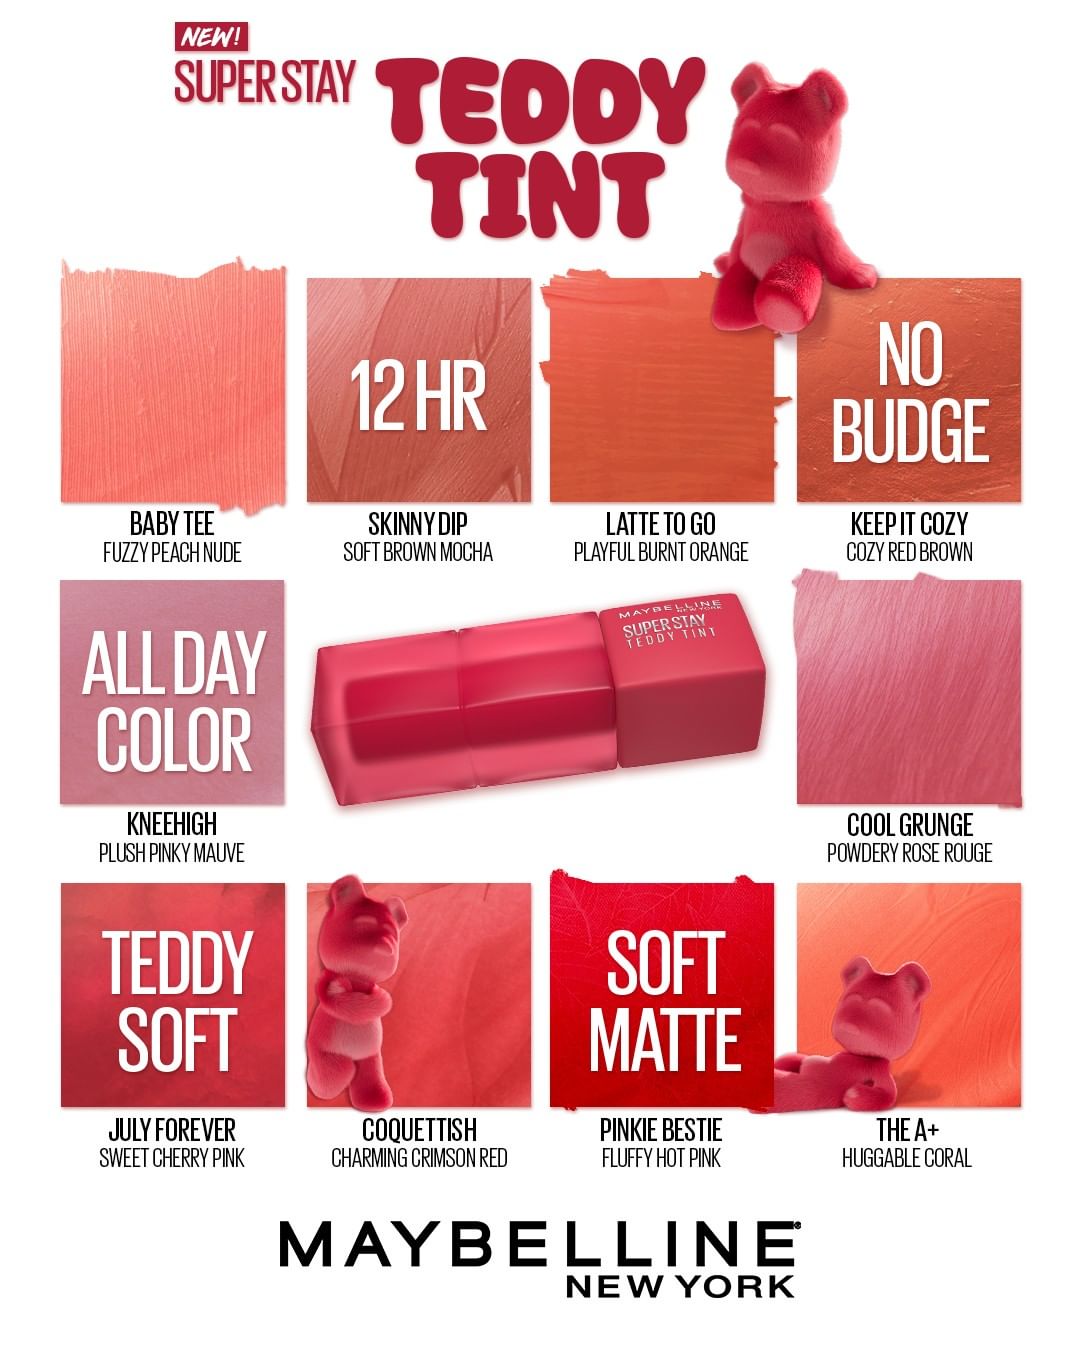 NEW!
SUPER STAY
TEDDY
TINT
12 HR
NO
BUDGE
BABY TEE
FUZZY PEACH NUDE
SKINNY DIP
SOFT BROWN MOCHA
LATTE TO GO
PLAYFUL BURNT ORANGE
KEEP IT COZY
COZY RED BROWN
ALL DAY
COLOR
MAYBELLINE
NEW YORK
SUPER STAY
TEDDY TINT
KNEEHIGH
PLUSH PINKY MAUVE
COOL GRUNGE
POWDERY ROSE ROUGE
TEDDY
SOFT
SOFT
MATTE
JULY FOREVER
SWEET CHERRY PINK
COQUETTISH
CHARMING CRIMSON RED
PINKIE BESTIE
FLUFFY HOT PINK
THE A+
HUGGABLE CORAL
MAYBELLINE®
NEW YORK